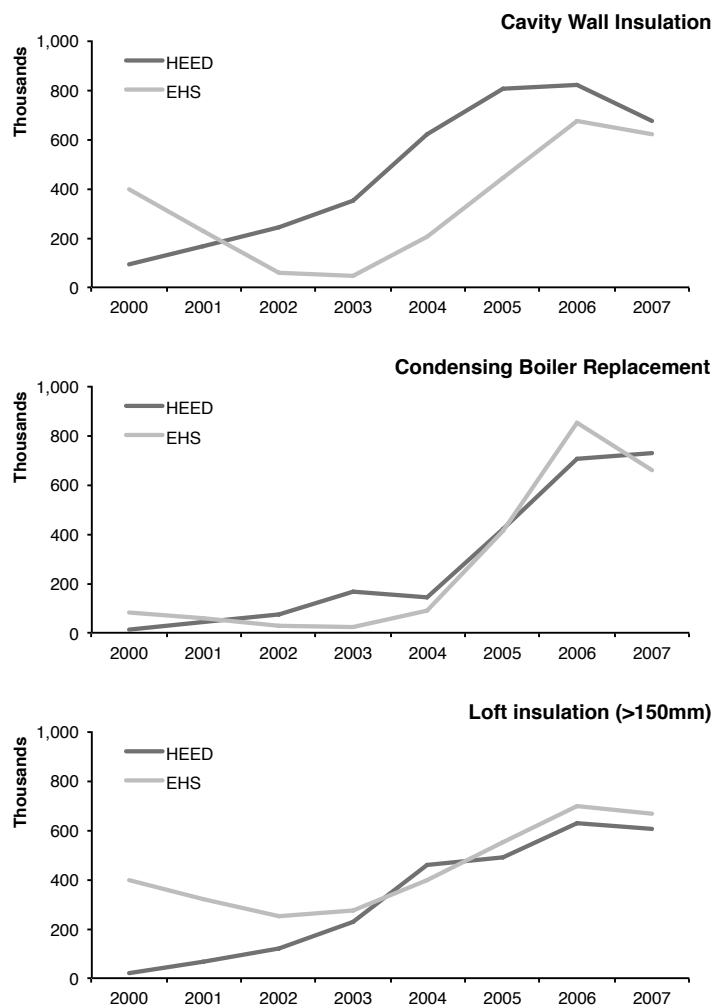 Cavity Wall Insulation
Thousands
1,000
800
600
400
200
0
HEED
EHS
2000 2001 2002 2003 2004 2005 2006 2007
Condensing Boiler Replacement
Thousands
1,000
800
600
400
200
0
HEED
EHS
2000 2001 2002 2003 2004 2005 2006 2007
Loft insulation (>150mm)
Thousands
1,000
800
600
400
200
0
HEED
EHS
2000 2001 2002 2003 2004 2005 2006 2007